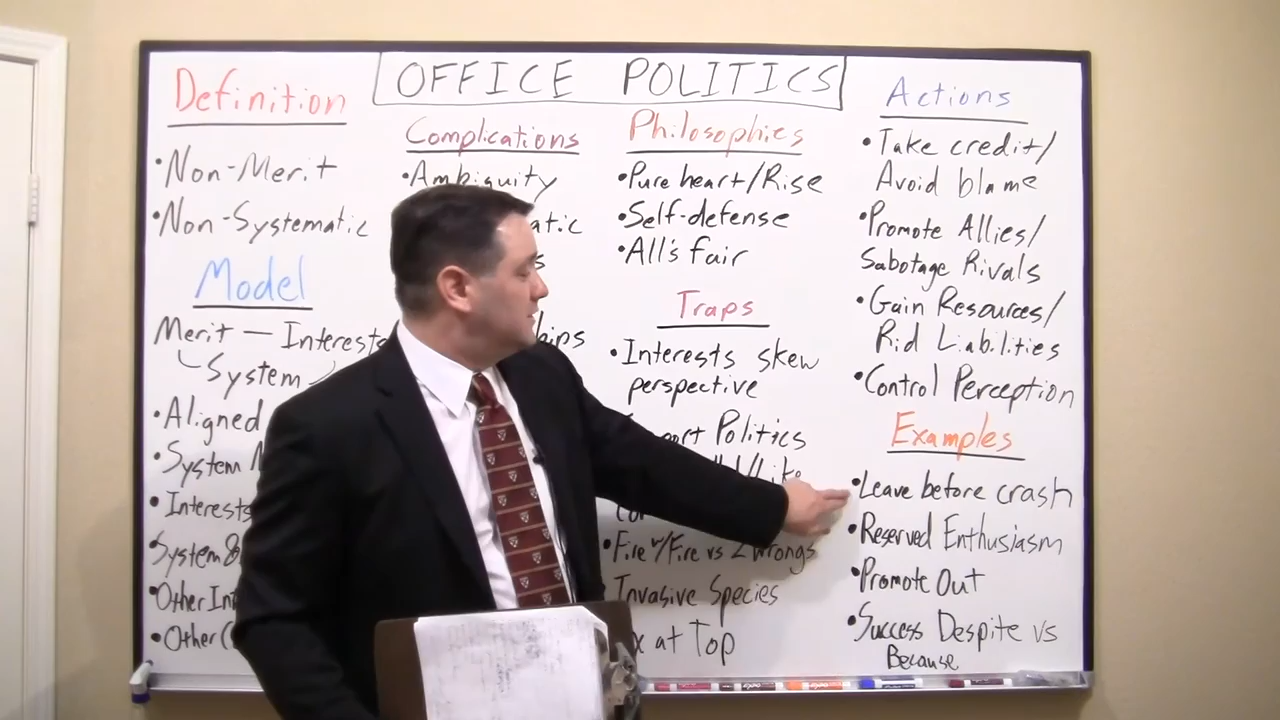 OFFICE POLITICS
Definition
•Non-Merit
•Non-Systematic
Model
Merit — Interests
System
•Aligned
•System
•Interests
•System
•Other
•Other
Complications
•Ambiguity
Philosophies
•Pure heart/Rise
•Self-defense
•All's fair
Traps
•Interests skew
perspective
Politics
•Fire w/Fire vs 2 wrongs
Invasive Species
at Top
Actions
•Take credit/
Avoid blame
•Promote Allies/
Sabotage Rivals
•Gain Resources/
Rid Liabilities
•Control Perception
Examples
•Leave before crash
•Reserved Enthusiasm
•Promote Out
•Success Despite vs
Because